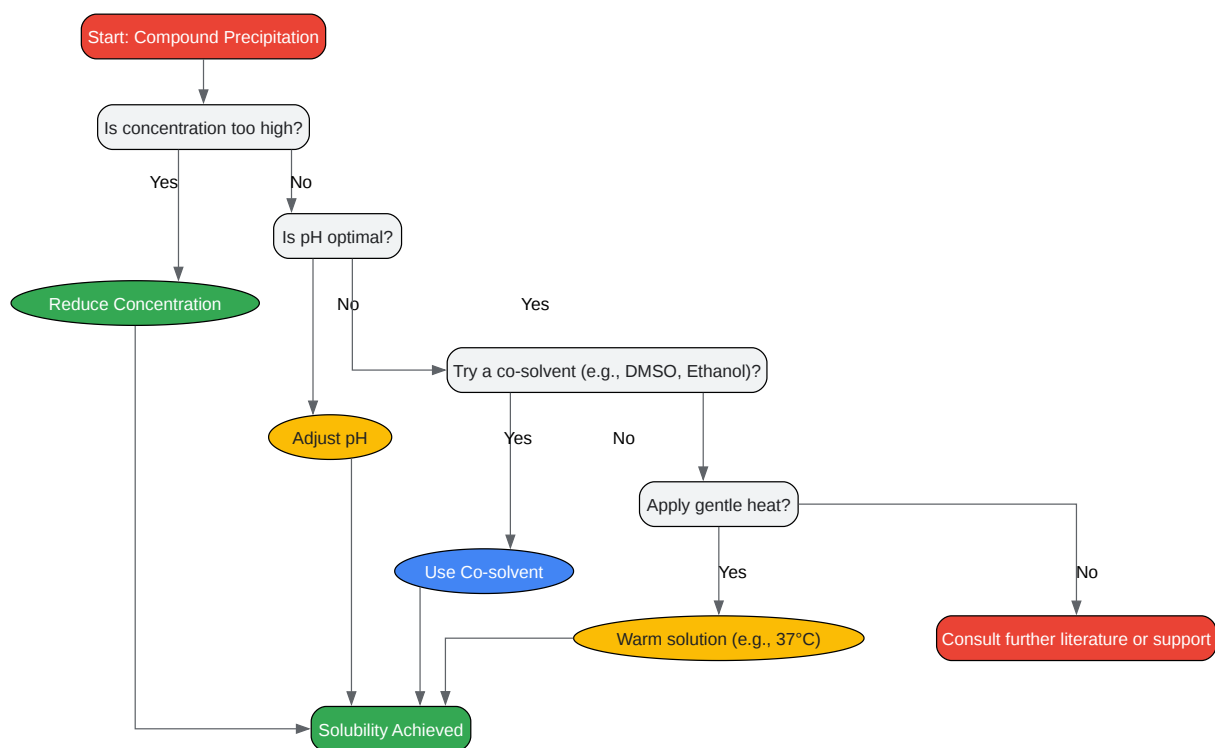 Start: Compound Precipitation
Is concentration too high?
Yes
No
Is pH optimal?
Reduce Concentration
No
Yes
Try a co-solvent (e.g., DMSO, Ethanol)?
Adjust pH
Yes
No
Apply gentle heat?
Use Co-solvent
Yes
No
Warm solution (e.g., 37°C)
Consult further literature or support
Solubility Achieved